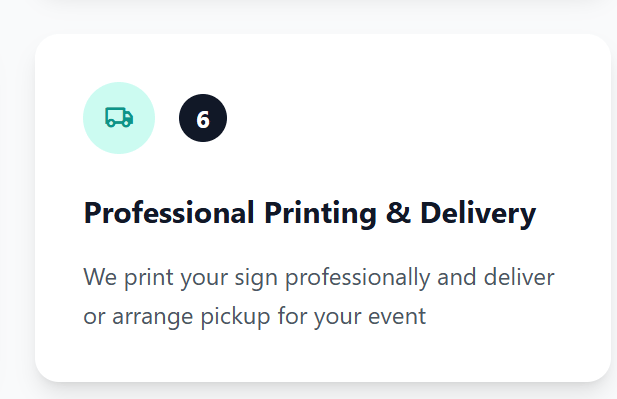 6
Professional Printing & Delivery
We print your sign professionally and deliver
or arrange pickup for your event